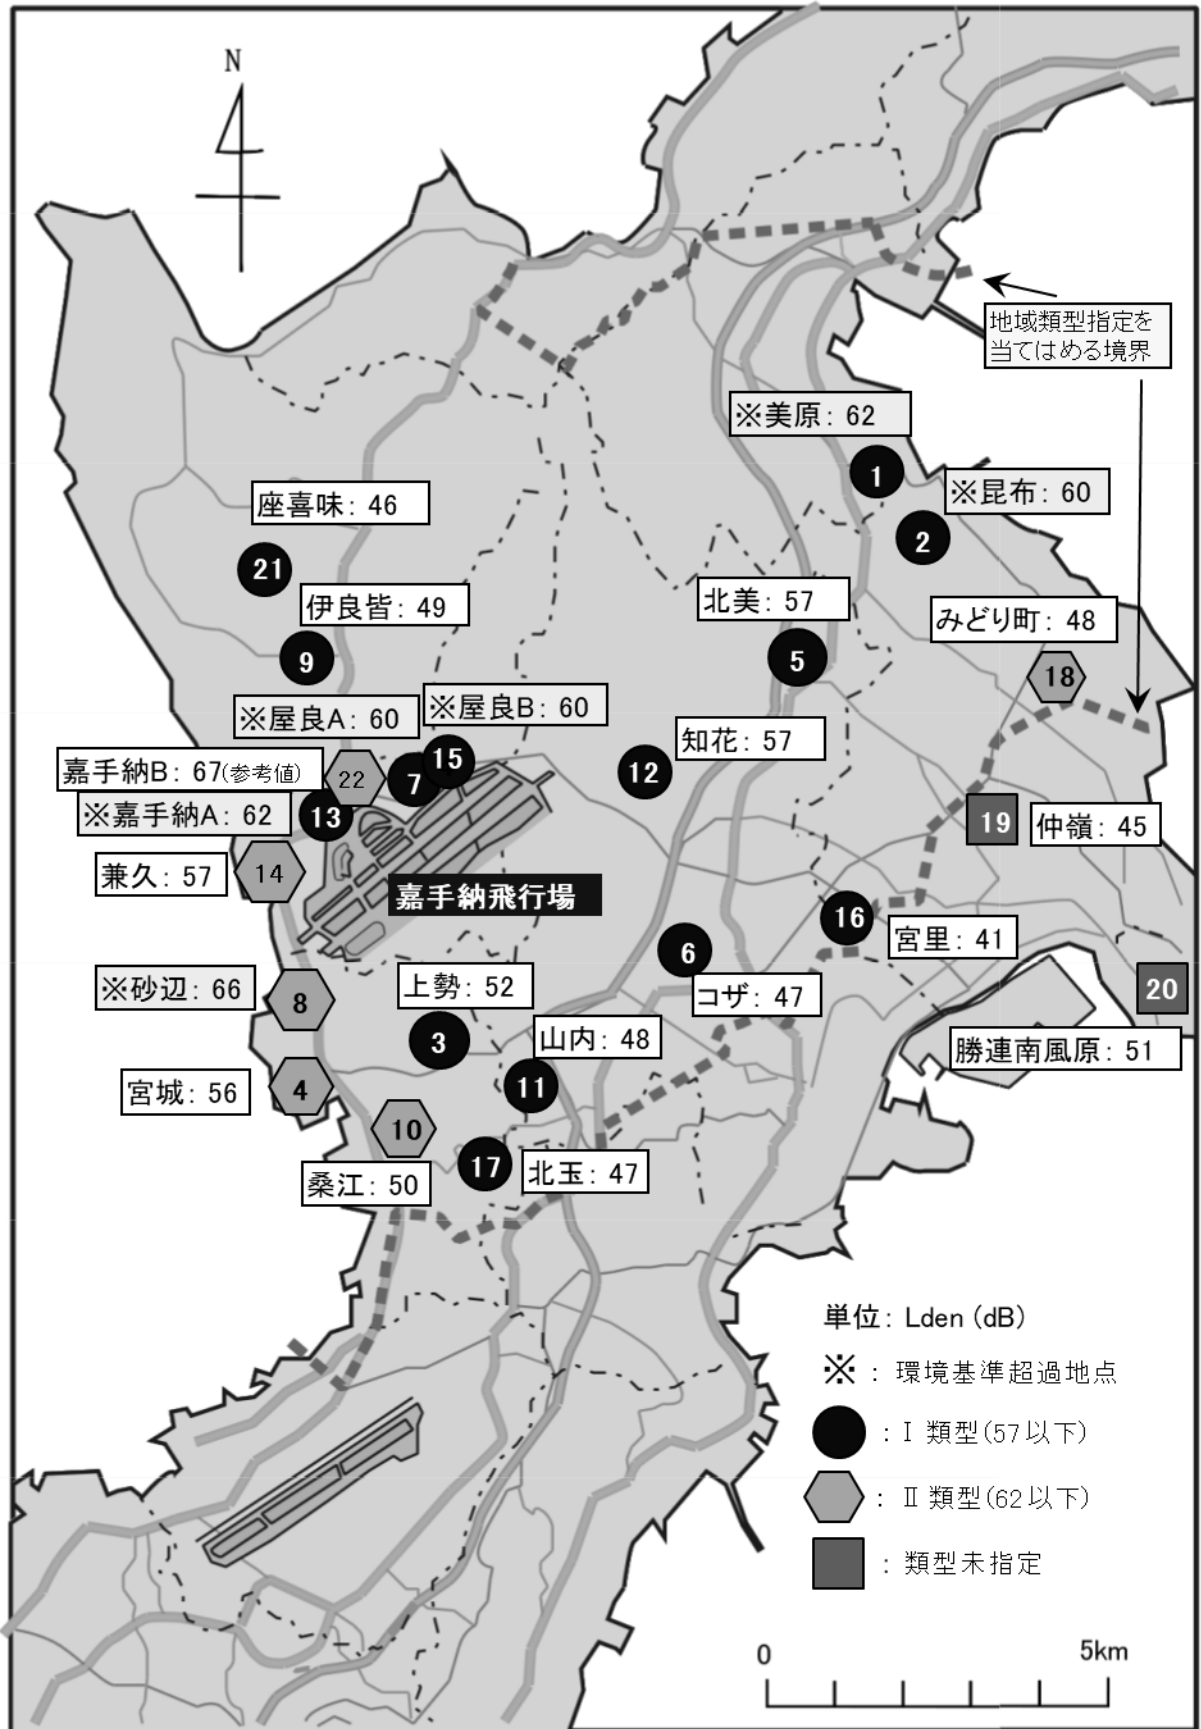 N
地域類型指定を
当てはめる境界
※美原: 62
1
※昆布: 60
2
座喜味: 46
21
伊良皆: 49
9
北美: 57
5
みどり町: 48
18
※屋良A: 60
※屋良B: 60
15
7
知花: 57
12
嘉手納B: 67(参考値)
22
※嘉手納A: 62
13
兼久: 57
14
嘉手納飛行場
19
仲嶺: 45
16
宮里: 41
6
コザ: 47
20
勝連南風原: 51
※砂辺: 66
8
上勢: 52
3
山内: 48
11
宮城: 56
4
10
桑江: 50
17
北玉: 47
単位: Lden (dB)
※ : 環境基準超過地点
: Ⅰ 類型(57以下)
: Ⅱ 類型(62以下)
: 類型未指定
0 5km